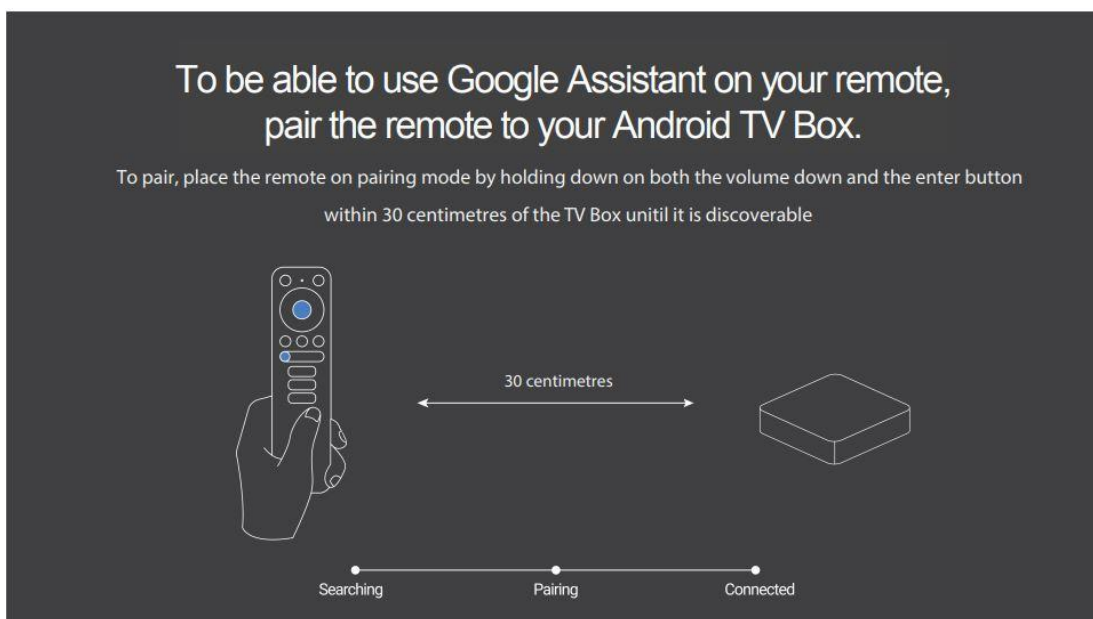 To be able to use Google Assistant on your remote,
pair the remote to your Android TV Box.
To pair, place the remote on pairing mode by holding down on both the volume down and the enter button
within 30 centimetres of the TV Box unitil it is discoverable
30 centimetres
Searching
Pairing
Connected